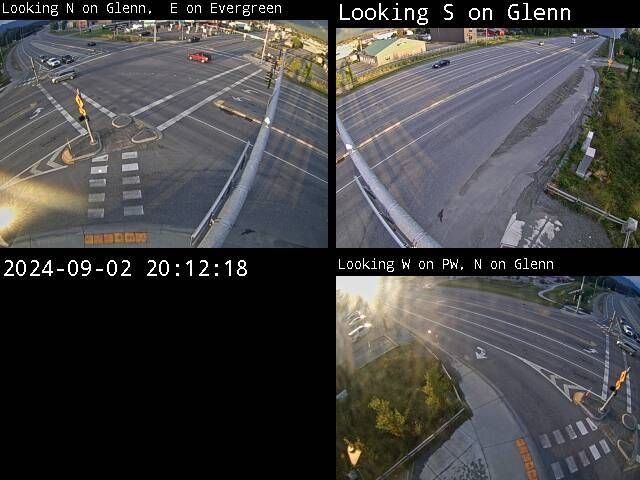 Looking N on Glenn, E on Evergreen
Looking S on Glenn
2024-09-02 20:12:18
Looking W on PW, N on Glenn